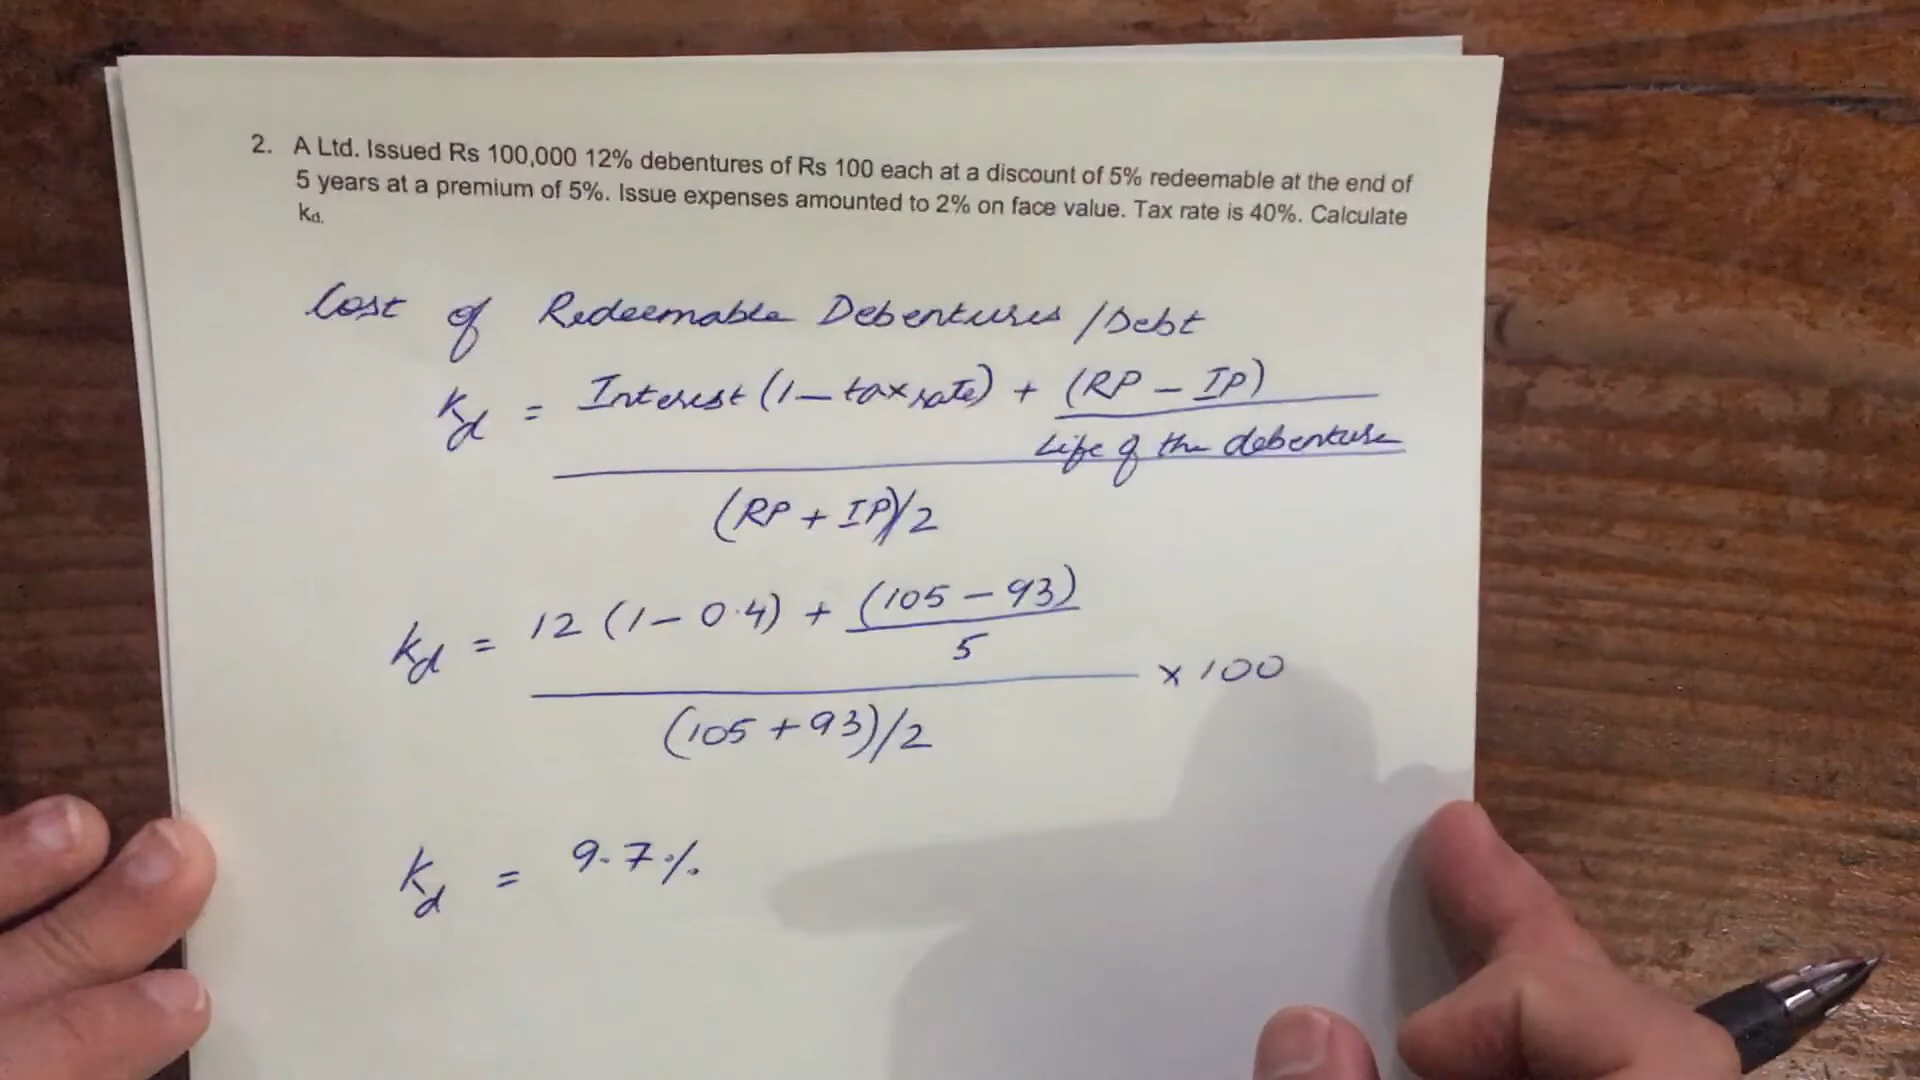 2. A Ltd. Issued Rs 100,000 12% debentures of Rs 100 each at a discount of 5% redeemable at the end of
5 years at a premium of 5%. Issue expenses amounted to 2% on face value. Tax rate is 40%. Calculate
kd.
Cost of Redeemable Debentures / Debt
kd = Interest (1 - tax rate) + (RP - IP)
Life of the debenture
(RP + IP)/2
kd = 12 (1 - 0.4) + (105 - 93)
5
× 100
(105 + 93)/2
kd = 9.7%